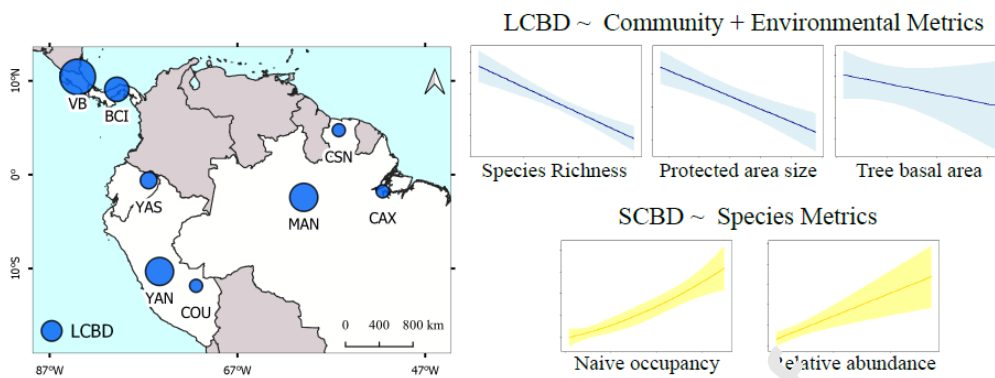 LCBD ~ Community + Environmental Metrics
10°N
0°
10°S
87°W
67°W
47°W
VB
BCI
CSN
YAS
MAN
CAX
YAN
COU
LCBD
0 400 800 km
Species Richness
Protected area size
Tree basal area
SCBD ~ Species Metrics
Naive occupancy
Relative abundance